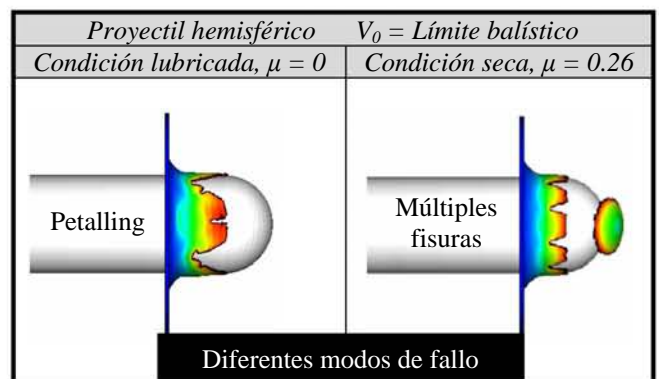 Proyectil hemisférico V₀ = Límite balístico
Condición lubricada, μ = 0
Condición seca, μ = 0.26
Petalling
Múltiples
fisuras
Diferentes modos de fallo